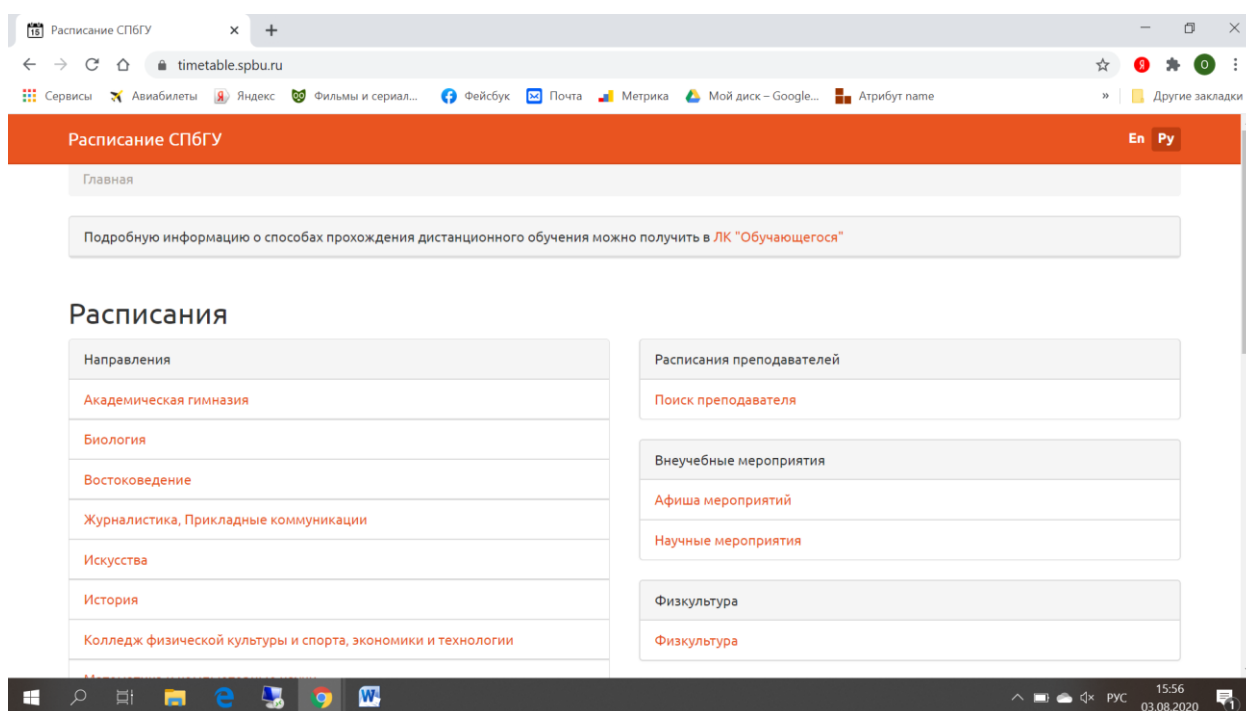 Расписание СПбГУ
timetable.spbu.ru
Сервисы Авиабилеты Яндекс Фильмы и сериал... Фейсбук Почта Метрика Мой диск – Google... Атрибут name » Другие закладки
Расписание СПбГУ
En Ру
Главная
Подробную информацию о способах прохождения дистанционного обучения можно получить в ЛК "Обучающегося"
Расписания
Направления
Академическая гимназия
Биология
Востоковедение
Журналистика, Прикладные коммуникации
Искусства
История
Колледж физической культуры и спорта, экономики и технологии
Расписания преподавателей
Поиск преподавателя
Внеучебные мероприятия
Афиша мероприятий
Научные мероприятия
Физкультура
Физкультура
РУС
15:56
03.08.2020